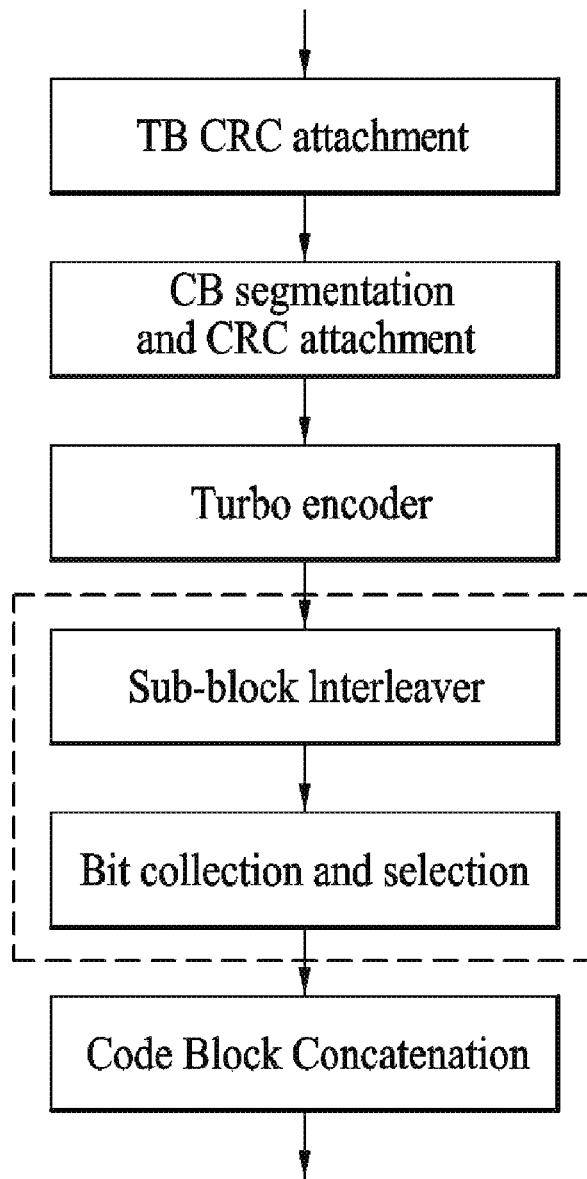 TB CRC attachment
CB segmentation
and CRC attachment
Turbo encoder
Sub-block Interleaver
Bit collection and selection
Code Block Concatenation